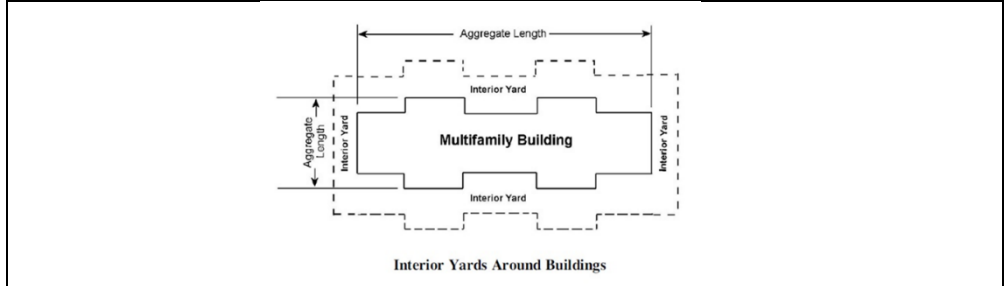 Aggregate Length
Interior Yard
Aggregate
Length
Interior Yard
Multifamily Building
Interior Yard
Interior Yard
Interior Yards Around Buildings